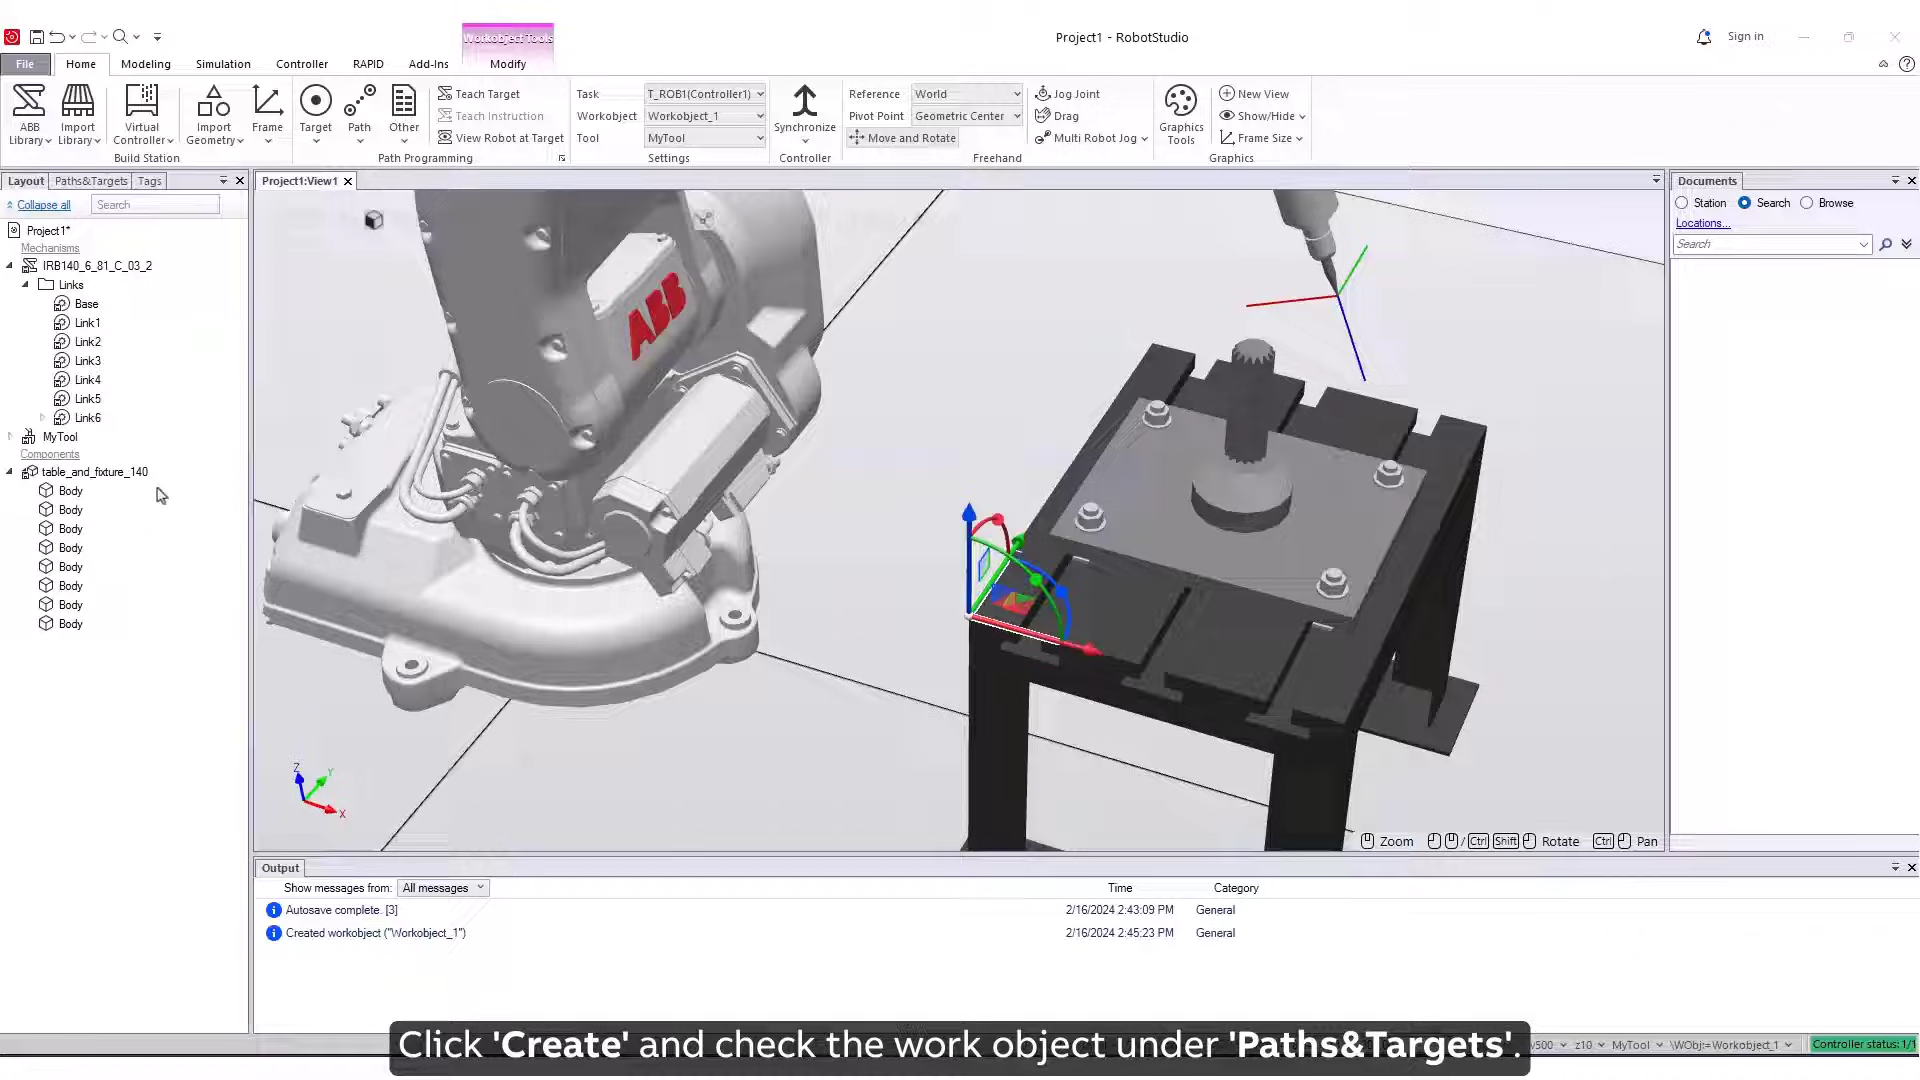 Project1 - RobotStudio
Sign in
Workobject Tools
File
Home
Modeling
Simulation
Controller
RAPID
Add-Ins
Modify
ABB Library
Import Library
Virtual Controller
Import Geometry
Frame
Build Station
Target
Path
Other
Teach Target
Teach Instruction
View Robot at Target
Path Programming
Task T_ROB1(Controller1)
Workobject Workobject_1
Tool MyTool
Settings
Synchronize
Controller
Reference World
Pivot Point Geometric Center
Move and Rotate
Jog Joint
Drag
Multi Robot Jog
Freehand
Graphics Tools
New View
Show/Hide
Frame Size
Graphics
Layout
Paths&Targets
Tags
Collapse all
Search
Project1*
Mechanisms
IRB140_6_81_C_03_2
Links
Base
Link1
Link2
Link3
Link4
Link5
Link6
MyTool
Components
table_and_fixture_140
Body
Body
Body
Body
Body
Body
Body
Body
Project1:View1
ABB
Z
Y
X
Zoom
/ Ctrl Shift Rotate
Ctrl Pan
Documents
Station
Search
Browse
Locations...
Search
Output
Show messages from: All messages
Time
Category
Autosave complete. [3] 2/16/2024 2:43:09 PM General
Created workobject ("Workobject_1") 2/16/2024 2:45:23 PM General
Click 'Create' and check the work object under 'Paths&Targets'.
v500
z10
MyTool
\WObj:=Workobject_1
Controller status: 1/1